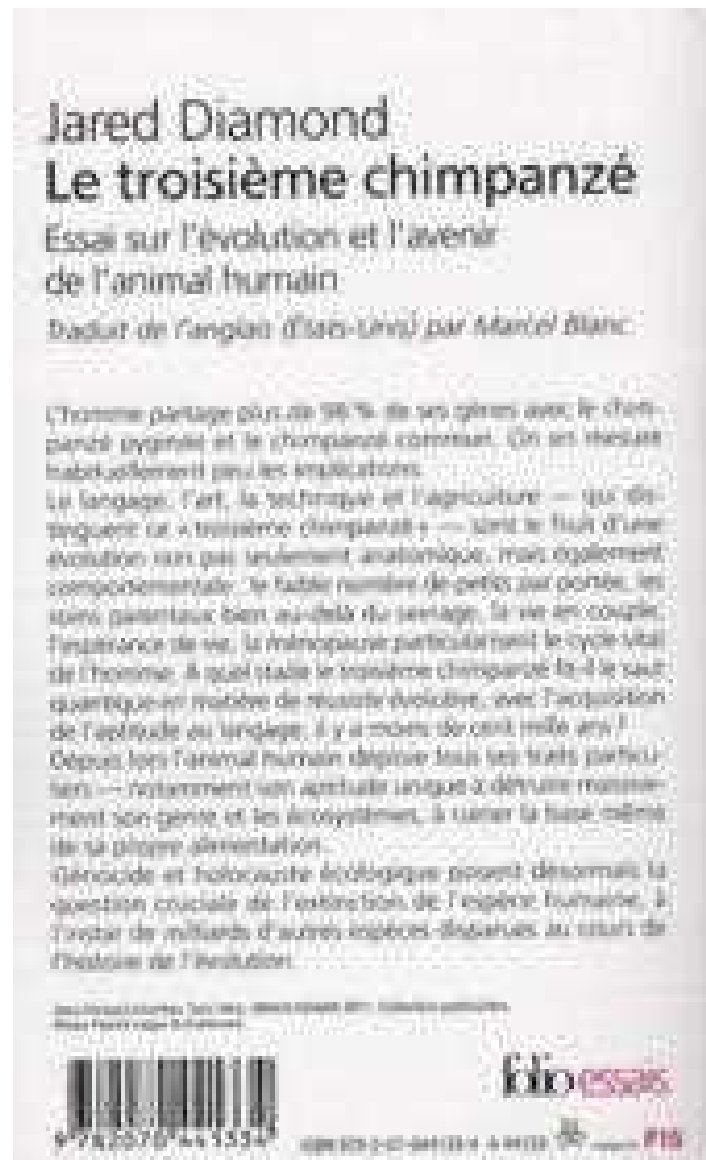 Jared Diamond
Le troisième chimpanzé
Essai sur l'évolution et l'avenir
de l'animal humain
Traduit de l'anglais (États-Unis) par Marcel Blanc
L'homme partage plus de 98 % de ses gènes avec le chim-
panzé pygmée et le chimpanzé commun. On en mesure
habituellement peu les implications.
Le langage, l'art, la technique et l'agriculture — qui dis-
tinguent ce « troisième chimpanzé » — sont le fruit d'une
évolution non pas seulement anatomique, mais également
comportementale : le faible nombre de petits par portée, les
soins parentaux bien au-delà du sevrage, la vie en couple,
l'espérance de vie, la ménopause particularisent le cycle vital
de l'homme. À quel stade le troisième chimpanzé fit-il le saut
quantique en matière de réussite évolutive, avec l'acquisition
de l'aptitude au langage, il y a moins de cent mille ans ?
Depuis lors l'animal humain déploie tous ses traits particu-
liers — notamment son aptitude unique à détruire massive-
ment son genre et les écosystèmes, à ruiner la base même
de sa propre alimentation.
Génocide et holocauste écologique posent désormais la
question cruciale de l'extinction de l'espèce humaine, à
l'instar de milliards d'autres espèces disparues au cours de
l'histoire de l'évolution.
folio essais
9 782070
ISBN
F10